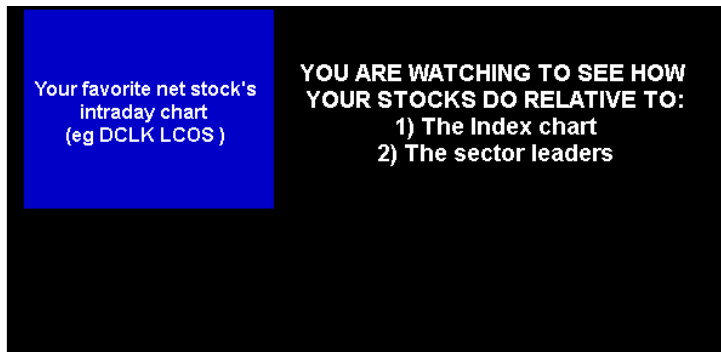 Your favorite net stock's
intraday chart
(eg DCLK LCOS )
YOU ARE WATCHING TO SEE HOW
YOUR STOCKS DO RELATIVE TO:
1) The Index chart
2) The sector leaders